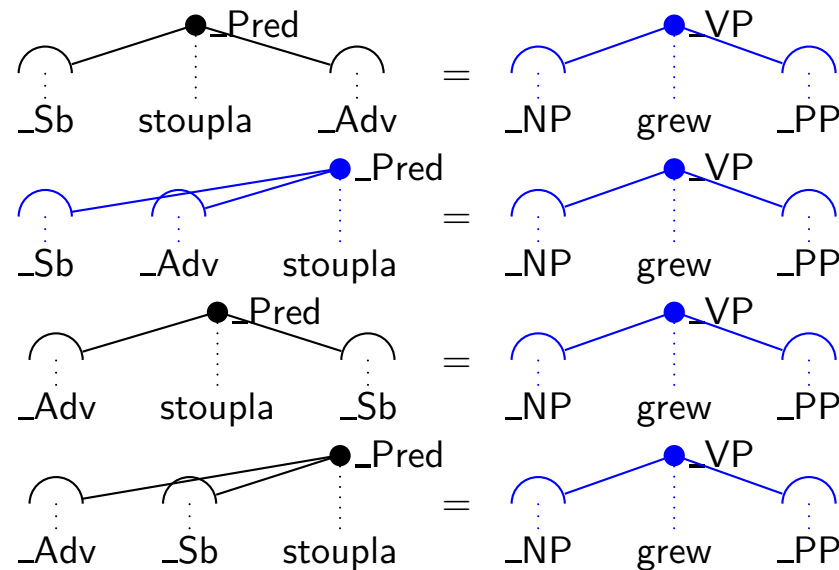 _Pred = _VP
_Sb stoupla _Adv _NP grew _PP
_Pred = _VP
_Sb _Adv stoupla _NP grew _PP
_Pred = _VP
_Adv stoupla _Sb _NP grew _PP
_Pred = _VP
_Adv _Sb stoupla _NP grew _PP